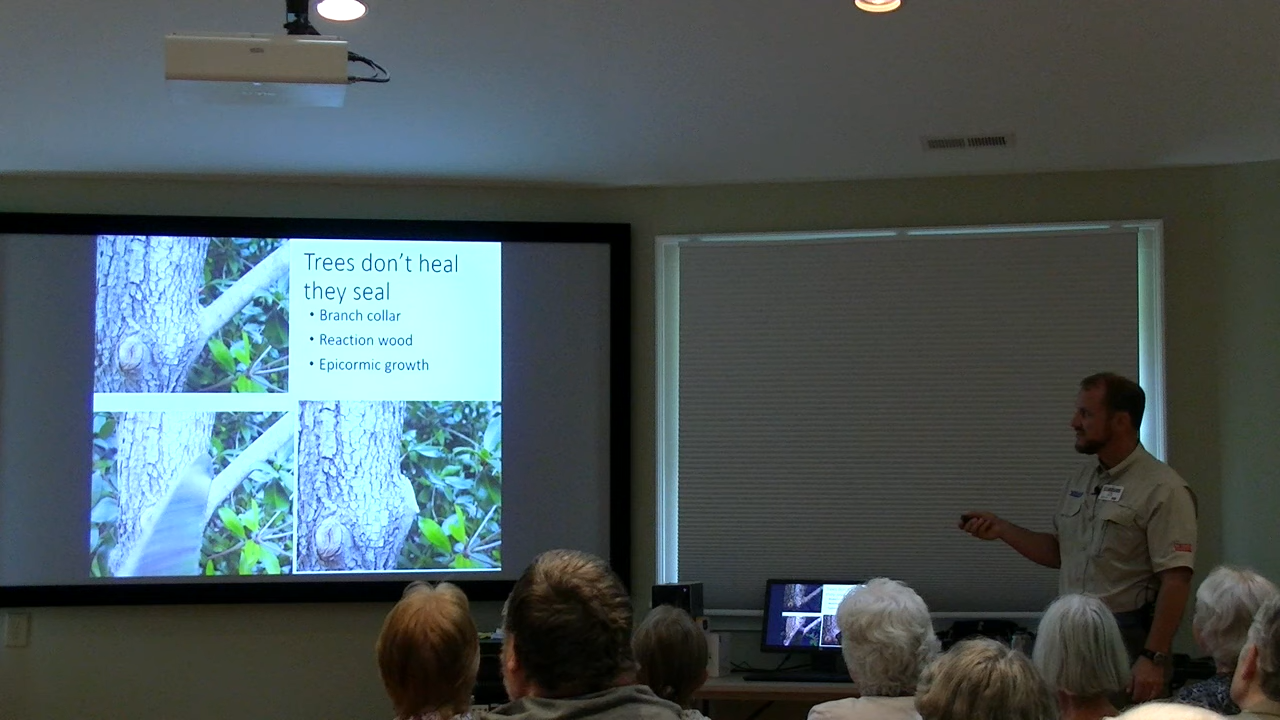 Trees don't heal
they seal
• Branch collar
• Reaction wood
• Epicormic growth